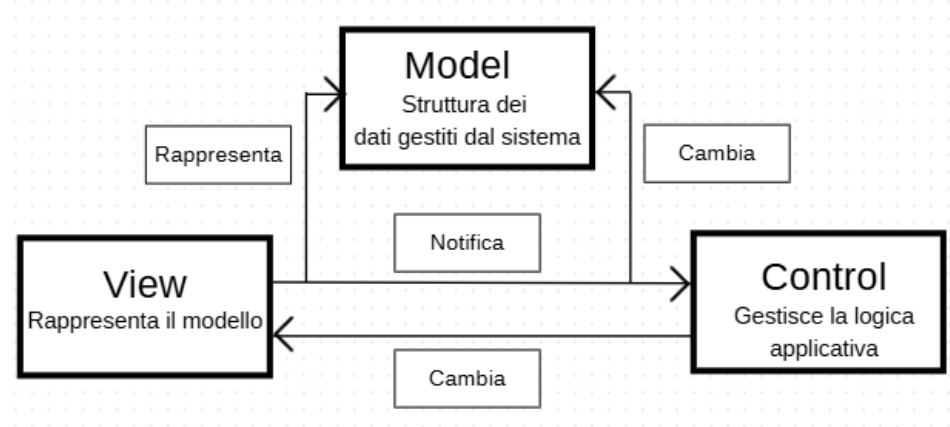 Model
Struttura dei
dati gestiti dal sistema
Rappresenta
Cambia
Notifica
View
Rappresenta il modello
Control
Gestisce la logica
applicativa
Cambia